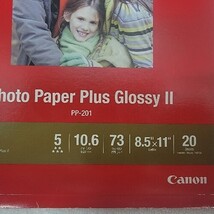 hoto Paper Plus Glossy II
PP-201
5 10.6 73 8.5"x11" 20
Canon